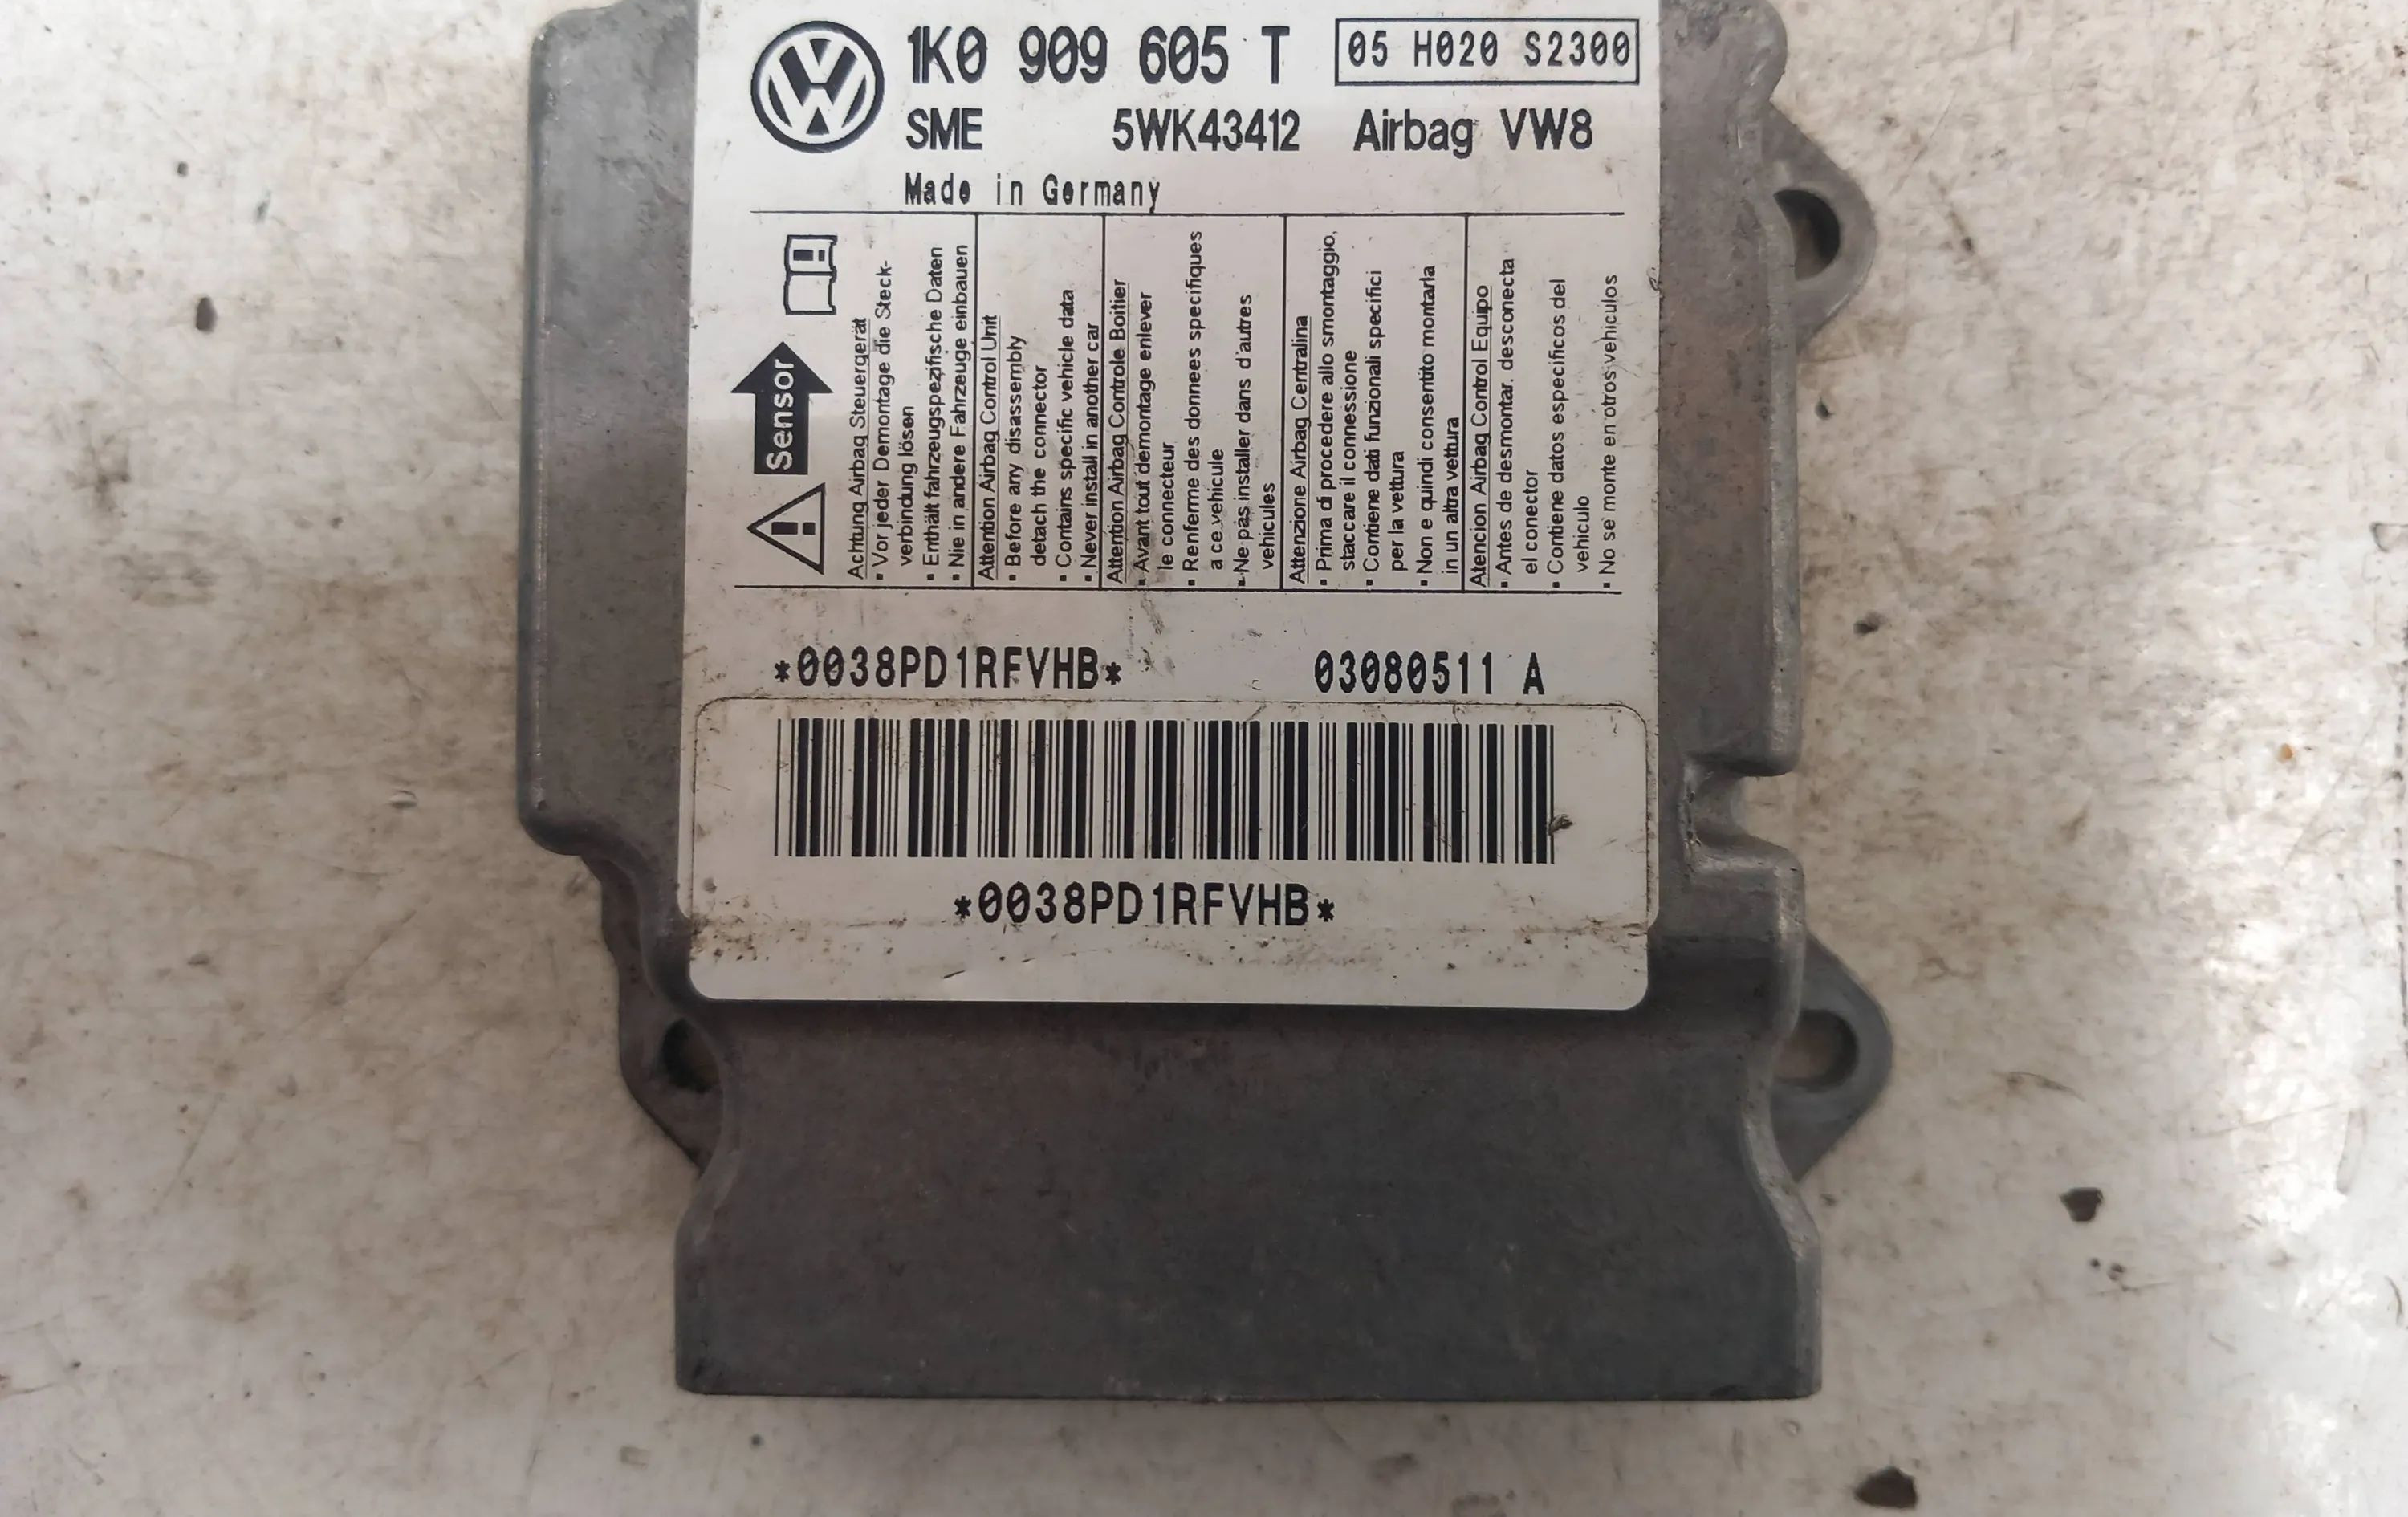 1K0 909 605 T 05 H020 S2300
SME 5WK43412 Airbag VW8
Made in Germany
Sensor
Achtung Airbag Steuergerät
▪ Vor jeder Demontage die Steck-
verbindung lösen
▪ Enthält fahrzeugspezifische Daten
▪ Nie in andere Fahrzeuge einbauen
Attention Airbag Control Unit
▪ Before any disassembly
detach the connector
▪ Contains specific vehicle data
▪ Never install in another car
Attention Airbag Controle Boitier
▪ Avant tout demontage enlever
le connecteur
▪ Renferme des donnees specifiques
a ce vehicule
▪ Ne pas installer dans d'autres
vehicules
Attenzione Airbag Centralina
▪ Prima di procedere allo smontaggio,
staccare il connessione
▪ Contiene dati funzionali specifici
per la vettura
▪ Non e quindi consentito montarla
in un altra vettura
Atencion Airbag Control Equipo
▪ Antes de desmontar. desconecta
el conector
▪ Contiene datos especificos del
vehiculo
▪ No se monte en otros vehiculos
*0038PD1RFVHB* 03080511 A
*0038PD1RFVHB*